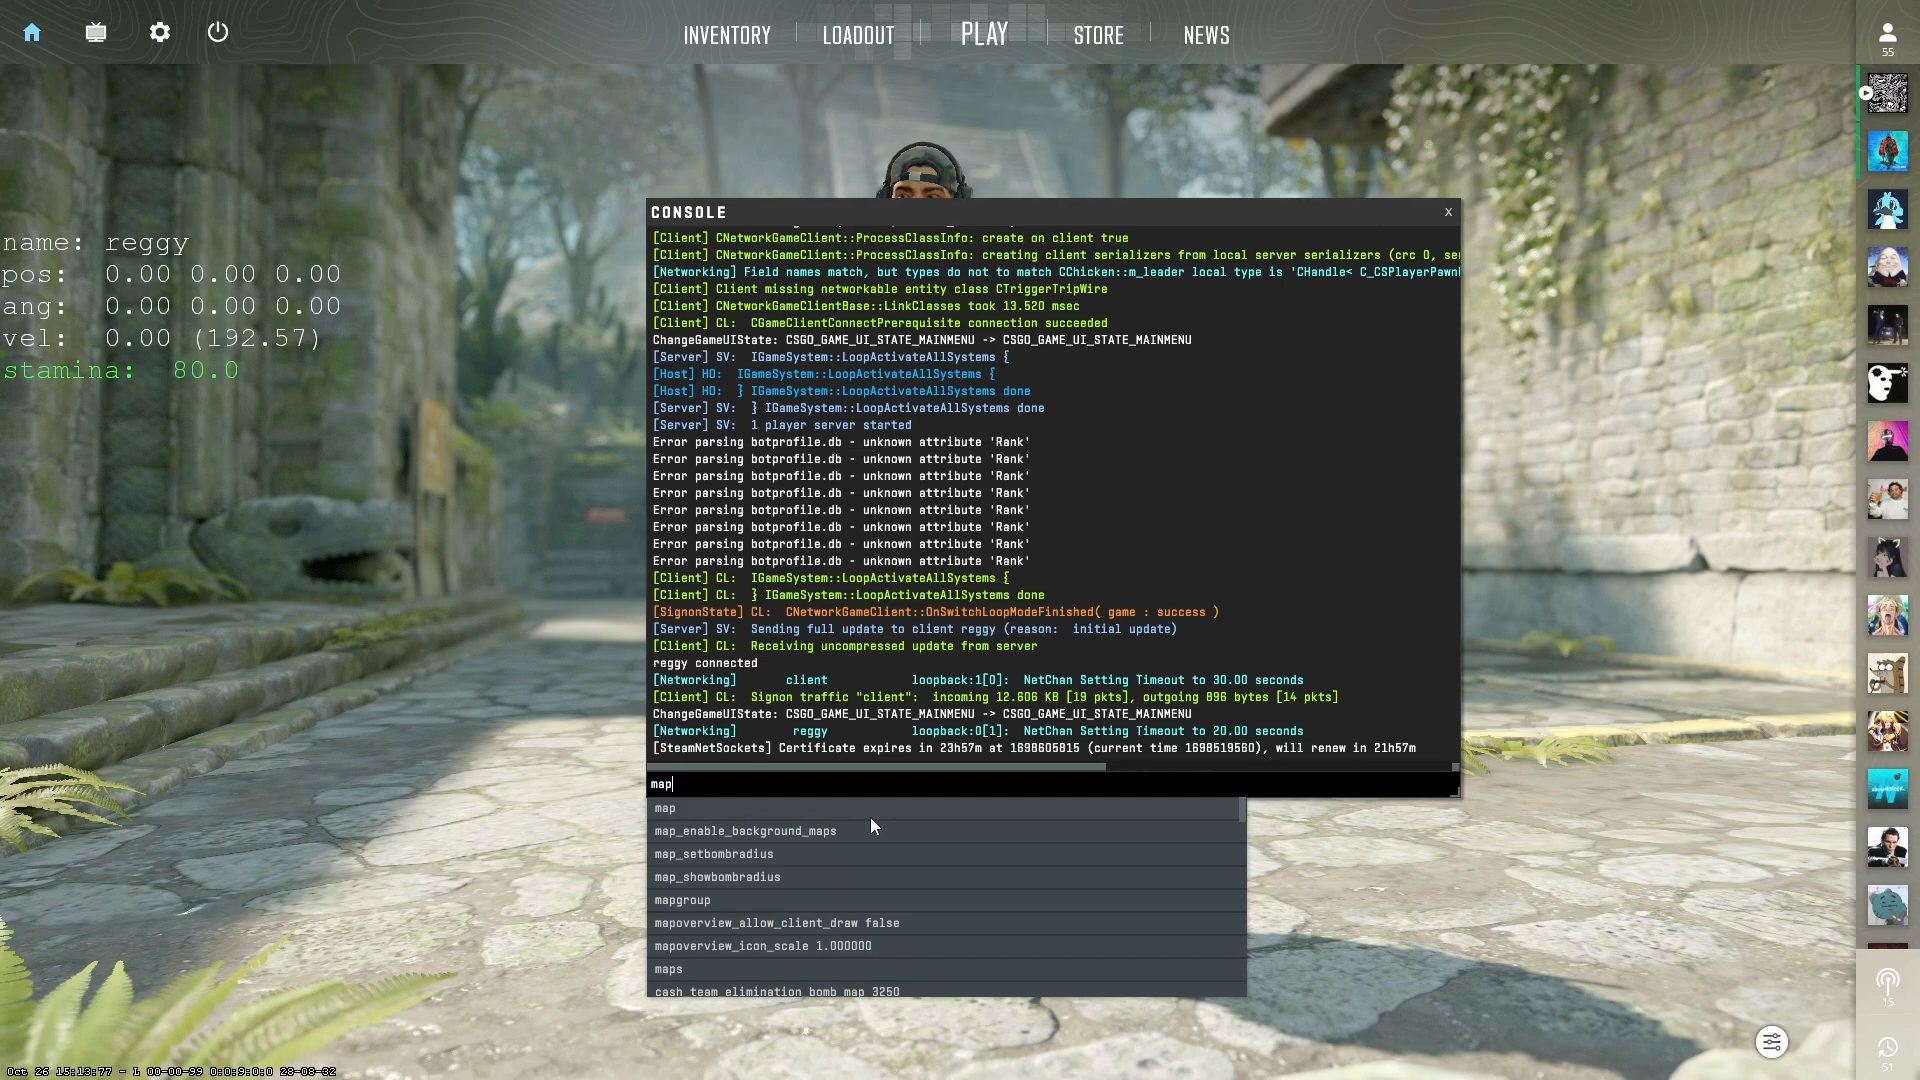 INVENTORY
LOADOUT
PLAY
STORE
NEWS
55
name: reggy
pos: 0.00 0.00 0.00
ang: 0.00 0.00 0.00
vel: 0.00 (192.57)
stamina: 80.0
CONSOLE
X
[Client] CNetworkGameClient::ProcessClassInfo: create on client true
[Client] CNetworkGameClient::ProcessClassInfo: creating client serializers from local server serializers (crc 0, se
[Networking] Field names match, but types do not to match CChicken::m_leader local type is 'CHandle< C_CSPlayerPawn
[Client] Client missing networkable entity class CTriggerTripWire
[Client] CNetworkGameClientBase::LinkClasses took 13.520 msec
[Client] CL: CGameClientConnectPrerequisite connection succeeded
ChangeGameUIState: CSGO_GAME_UI_STATE_MAINMENU -> CSGO_GAME_UI_STATE_MAINMENU
[Server] SV: IGameSystem::LoopActivateAllSystems {
[Host] HO: IGameSystem::LoopActivateAllSystems {
[Host] HO: } IGameSystem::LoopActivateAllSystems done
[Server] SV: } IGameSystem::LoopActivateAllSystems done
[Server] SV: 1 player server started
Error parsing botprofile.db - unknown attribute 'Rank'
Error parsing botprofile.db - unknown attribute 'Rank'
Error parsing botprofile.db - unknown attribute 'Rank'
Error parsing botprofile.db - unknown attribute 'Rank'
Error parsing botprofile.db - unknown attribute 'Rank'
Error parsing botprofile.db - unknown attribute 'Rank'
Error parsing botprofile.db - unknown attribute 'Rank'
Error parsing botprofile.db - unknown attribute 'Rank'
[Client] CL: IGameSystem::LoopActivateAllSystems {
[Client] CL: } IGameSystem::LoopActivateAllSystems done
[SignonState] CL: CNetworkGameClient::OnSwitchLoopModeFinished( game : success )
[Server] SV: Sending full update to client reggy (reason: initial update)
[Client] CL: Receiving uncompressed update from server
reggy connected
[Networking] client loopback:1[0]: NetChan Setting Timeout to 30.00 seconds
[Client] CL: Signon traffic "client": incoming 12.606 KB [19 pkts], outgoing 896 bytes [14 pkts]
ChangeGameUIState: CSGO_GAME_UI_STATE_MAINMENU -> CSGO_GAME_UI_STATE_MAINMENU
[Networking] reggy loopback:0[1]: NetChan Setting Timeout to 20.00 seconds
[SteamNetSockets] Certificate expires in 23h57m at 1698605815 (current time 1698519560), will renew in 21h57m
map
map
map_enable_background_maps
map_setbombradius
map_showbombradius
mapgroup
mapoverview_allow_client_draw false
mapoverview_icon_scale 1.000000
maps
cash_team_elimination_bomb_map 3250
15
51